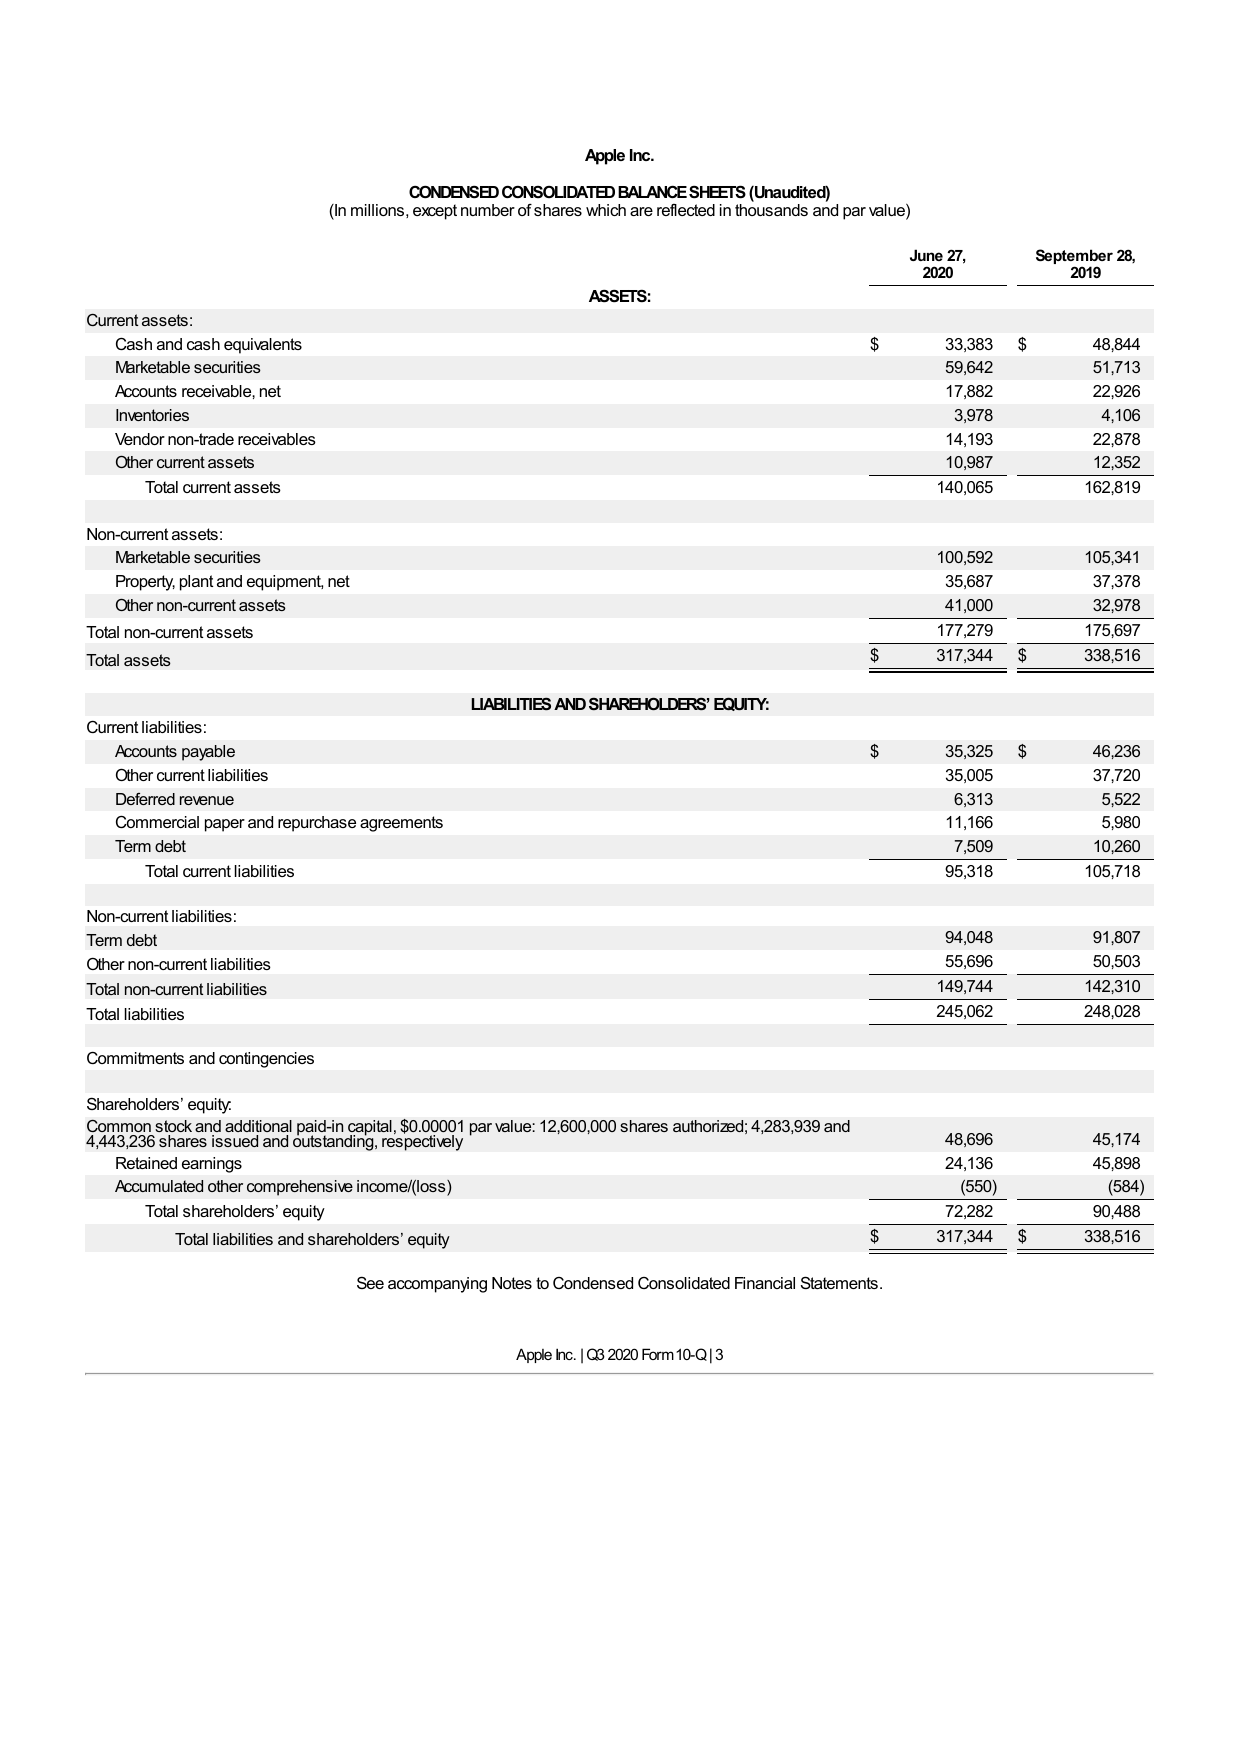 Apple Inc.
CONDENSED CONSOLIDATED BALANCE SHEETS (Unaudited)
(In millions, except number of shares which are reflected in thousands and par value)
June 27, 2020 September 28, 2019
ASSETS:
Current assets:
Cash and cash equivalents $ 33,383 $ 48,844
Marketable securities 59,642 51,713
Accounts receivable, net 17,882 22,926
Inventories 3,978 4,106
Vendor non-trade receivables 14,193 22,878
Other current assets 10,987 12,352
Total current assets 140,065 162,819
Non-current assets:
Marketable securities 100,592 105,341
Property, plant and equipment, net 35,687 37,378
Other non-current assets 41,000 32,978
Total non-current assets 177,279 175,697
Total assets $ 317,344 $ 338,516
LIABILITIES AND SHAREHOLDERS’ EQUITY:
Current liabilities:
Accounts payable $ 35,325 $ 46,236
Other current liabilities 35,005 37,720
Deferred revenue 6,313 5,522
Commercial paper and repurchase agreements 11,166 5,980
Term debt 7,509 10,260
Total current liabilities 95,318 105,718
Non-current liabilities:
Term debt 94,048 91,807
Other non-current liabilities 55,696 50,503
Total non-current liabilities 149,744 142,310
Total liabilities 245,062 248,028
Commitments and contingencies
Shareholders’ equity:
Common stock and additional paid-in capital, $0.00001 par value: 12,600,000 shares authorized; 4,283,939 and
4,443,236 shares issued and outstanding, respectively 48,696 45,174
Retained earnings 24,136 45,898
Accumulated other comprehensive income/(loss) (550) (584)
Total shareholders’ equity 72,282 90,488
Total liabilities and shareholders’ equity $ 317,344 $ 338,516
See accompanying Notes to Condensed Consolidated Financial Statements.
Apple Inc. | Q3 2020 Form 10-Q | 3